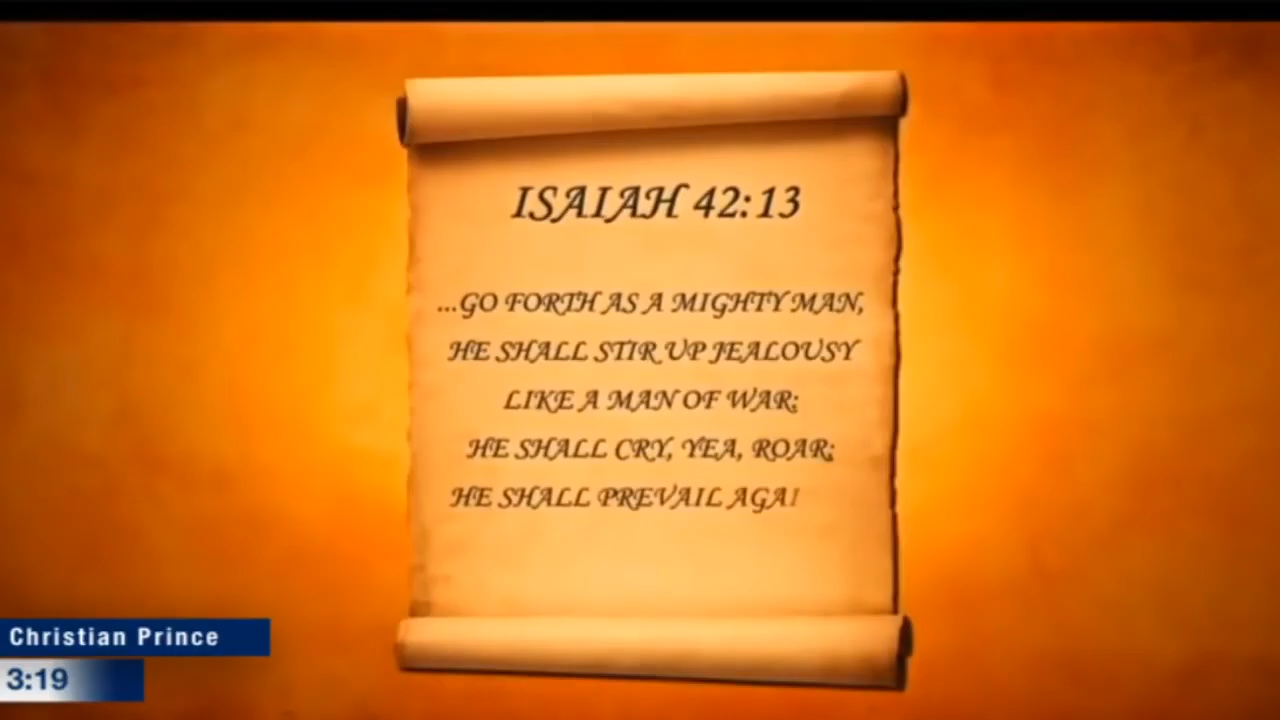 ISAIAH 42:13
...GO FORTH AS A MIGHTY MAN,
HE SHALL STIR UP JEALOUSY
LIKE A MAN OF WAR:
HE SHALL CRY, YEA, ROAR;
HE SHALL PREVAIL AGAI
Christian Prince
3:19